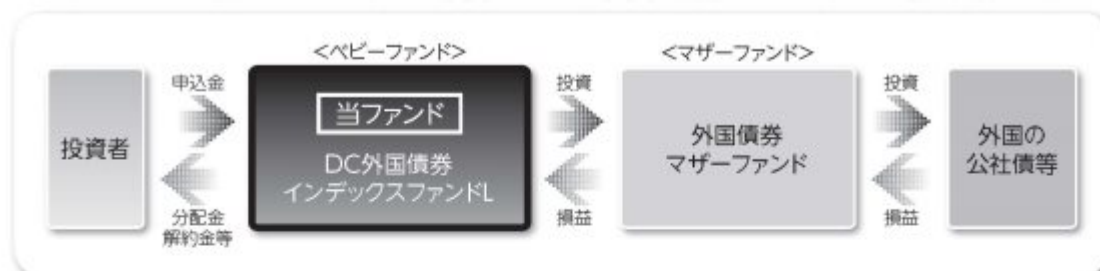 <ベビーファンド>
<マザーファンド>
投資者
申込金
分配金
解約金等
当ファンド
DC外国債券
インデックスファンドL
投資
損益
外国債券
マザーファンド
投資
損益
外国の
公社債等